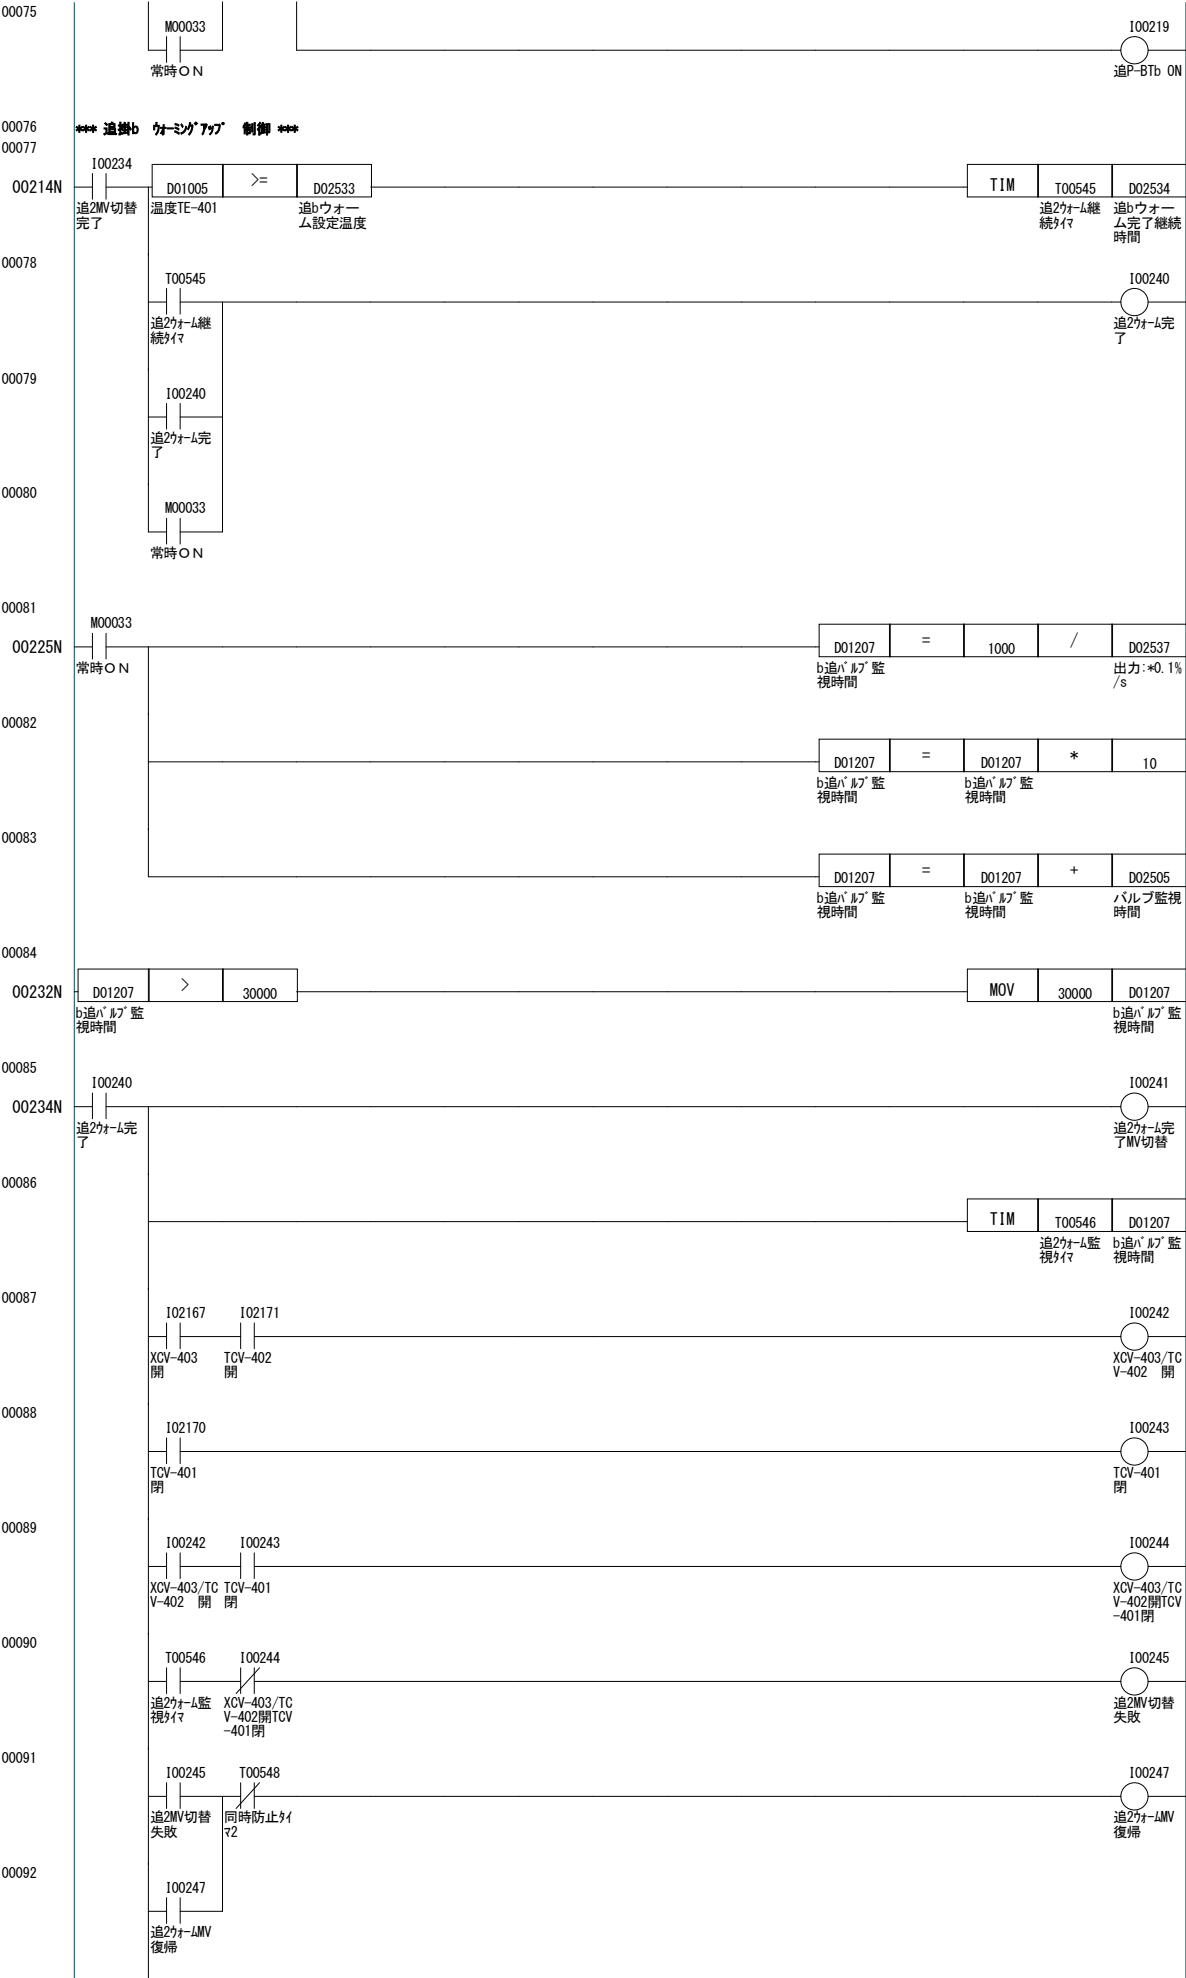 00075
M00033
I00219
常時ON
追P-BTb ON
00076
*** 追掛b ｳｫｰﾐﾝｸﾞｱｯﾌﾟ 制御 ***
00077
I00234
00214N
D01005
>=
D02533
TIM
T00545
D02534
追2MV切替
完了
温度TE-401
追bウォー
ム設定温度
追2ｳｫｰﾑ継
続ﾀｲﾏ
追bウォー
ム完了継続
時間
00078
T00545
I00240
追2ｳｫｰﾑ継
続ﾀｲﾏ
追2ｳｫｰﾑ完
了
00079
I00240
追2ｳｫｰﾑ完
了
00080
M00033
常時ON
00081
M00033
00225N
D01207
=
1000
/
D02537
常時ON
b追ﾊﾞﾙﾌﾞ監
視時間
出力:*0.1%
/s
00082
D01207
=
D01207
*
10
b追ﾊﾞﾙﾌﾞ監
視時間
b追ﾊﾞﾙﾌﾞ監
視時間
00083
D01207
=
D01207
+
D02505
b追ﾊﾞﾙﾌﾞ監
視時間
b追ﾊﾞﾙﾌﾞ監
視時間
バルブ監視
時間
00084
00232N
D01207
>
30000
MOV
30000
D01207
b追ﾊﾞﾙﾌﾞ監
視時間
b追ﾊﾞﾙﾌﾞ監
視時間
00085
I00240
I00241
00234N
追2ｳｫｰﾑ完
了
追2ｳｫｰﾑ完
了MV切替
00086
TIM
T00546
D01207
追2ｳｫｰﾑ監
視ﾀｲﾏ
b追ﾊﾞﾙﾌﾞ監
視時間
00087
I02167
I02171
I00242
XCV-403
開
TCV-402
開
XCV-403/TC
V-402 開
00088
I02170
I00243
TCV-401
閉
TCV-401
閉
00089
I00242
I00243
I00244
XCV-403/TC
V-402 開
TCV-401
閉
XCV-403/TC
V-402開TCV
-401閉
00090
T00546
I00244
I00245
追2ｳｫｰﾑ監
視ﾀｲﾏ
XCV-403/TC
V-402開TCV
-401閉
追2MV切替
失敗
00091
I00245
T00548
I00247
追2MV切替
失敗
同時防止ﾀｲ
ﾏ2
追2ｳｫｰﾑMV
復帰
00092
I00247
追2ｳｫｰﾑMV
復帰